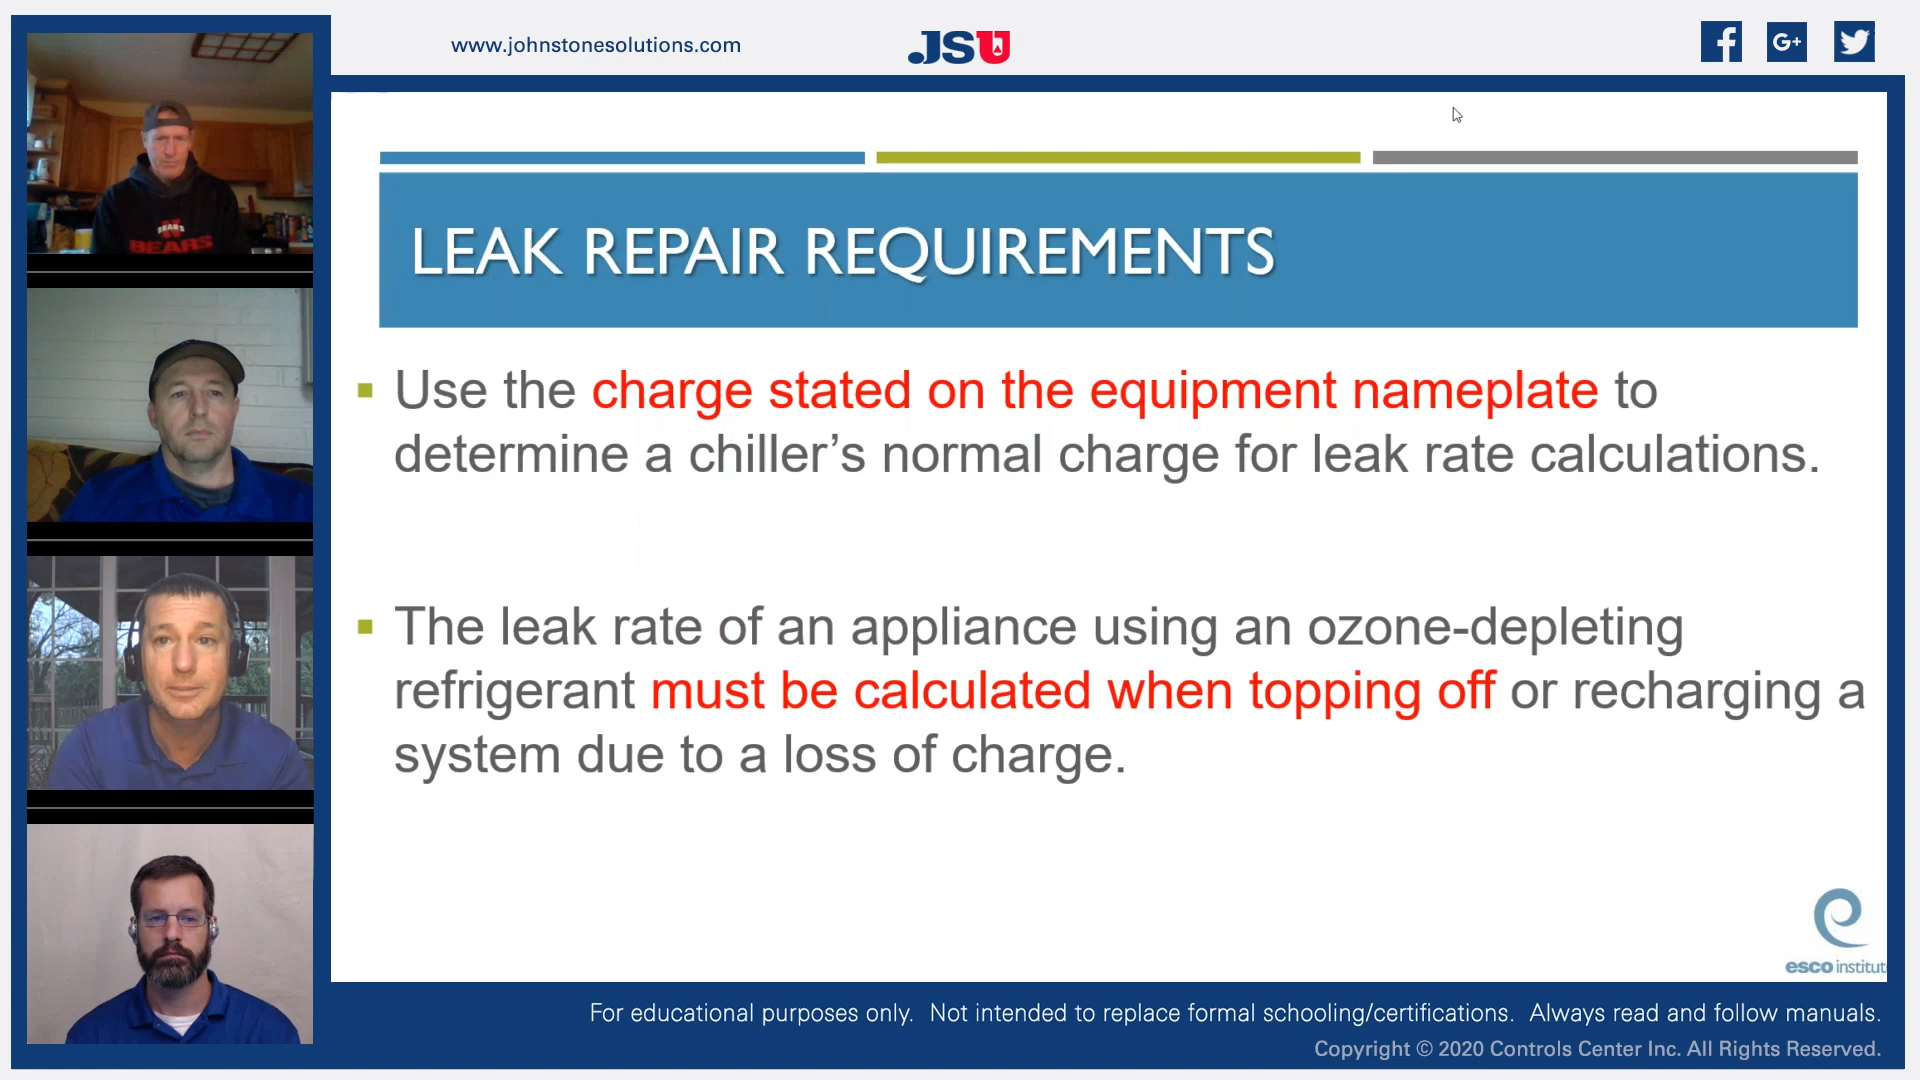 www.johnstonesolutions.com
JSU
G+
BEARS
BEARS
LEAK REPAIR REQUIREMENTS
Use the charge stated on the equipment nameplate to
determine a chiller’s normal charge for leak rate calculations.
The leak rate of an appliance using an ozone-depleting
refrigerant must be calculated when topping off or recharging a
system due to a loss of charge.
esco institut
For educational purposes only. Not intended to replace formal schooling/certifications. Always read and follow manuals.
Copyright © 2020 Controls Center Inc. All Rights Reserved.